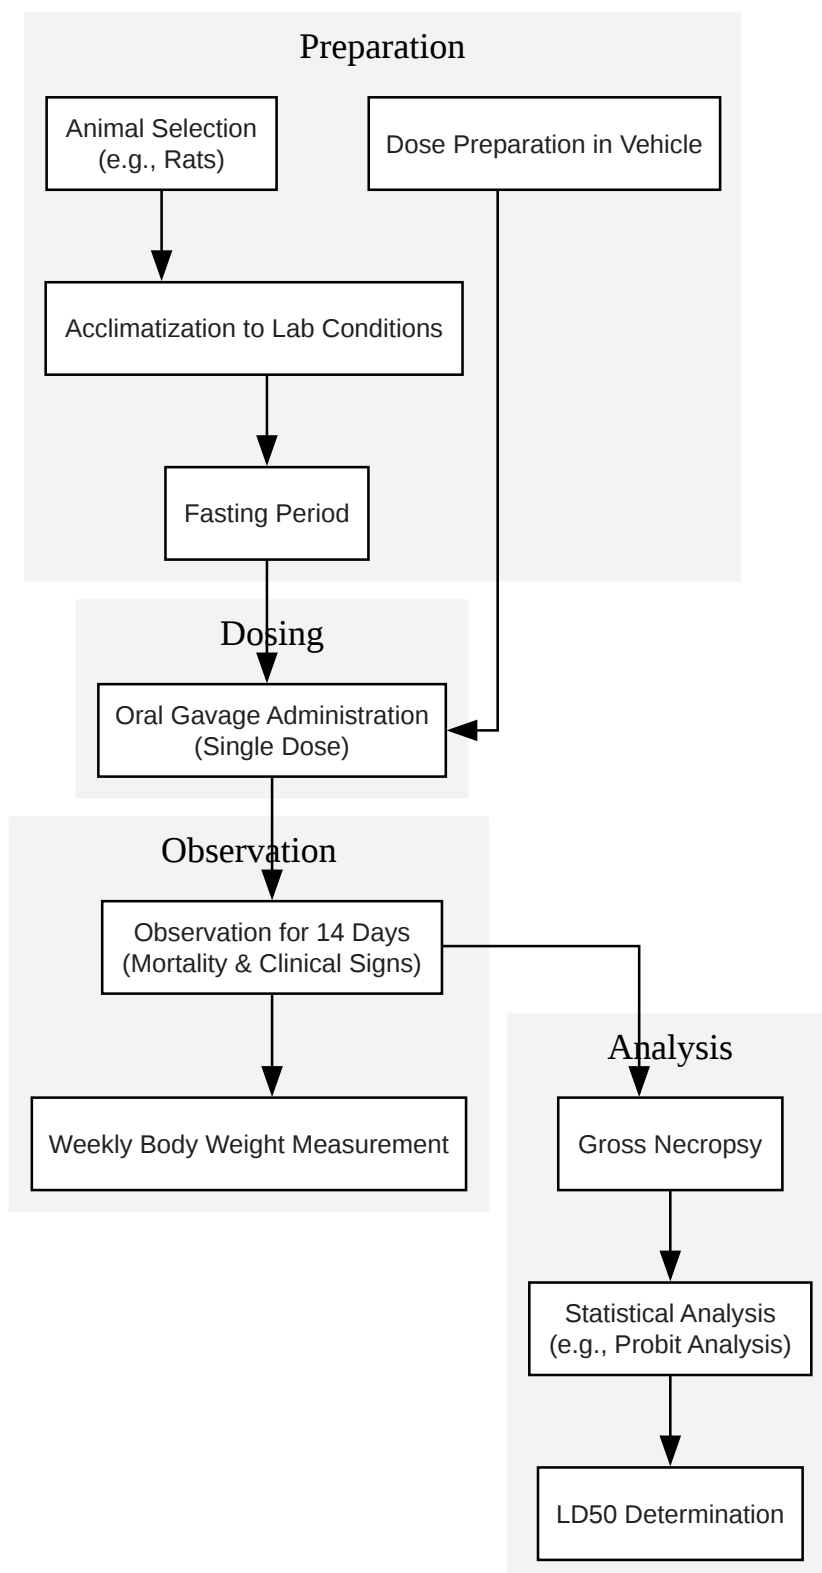 Preparation
Animal Selection
(e.g., Rats)
Dose Preparation in Vehicle
Acclimatization to Lab Conditions
Fasting Period
Dosing
Oral Gavage Administration
(Single Dose)
Observation
Observation for 14 Days
(Mortality & Clinical Signs)
Weekly Body Weight Measurement
Analysis
Gross Necropsy
Statistical Analysis
(e.g., Probit Analysis)
LD50 Determination